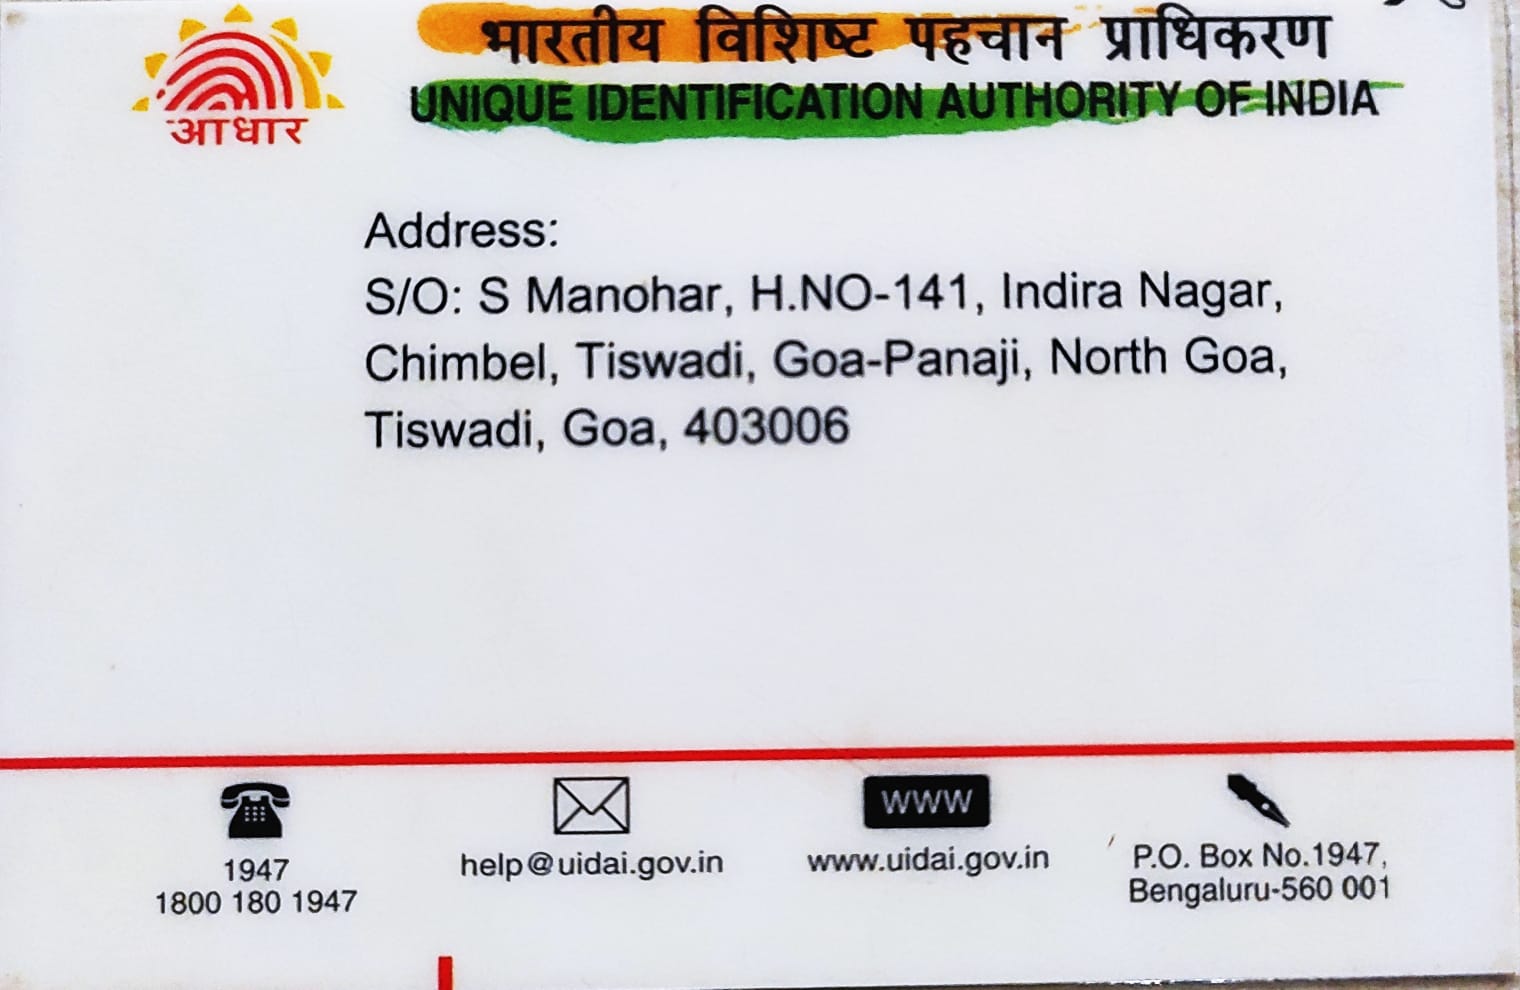 भारतीय विशिष्ट पहचान प्राधिकरण
UNIQUE IDENTIFICATION AUTHORITY OF INDIA
आधार
Address:
S/O: S Manohar, H.NO-141, Indira Nagar,
Chimbel, Tiswadi, Goa-Panaji, North Goa,
Tiswadi, Goa, 403006
WWW
1947
1800 180 1947
help@uidai.gov.in
www.uidai.gov.in
P.O. Box No.1947,
Bengaluru-560 001